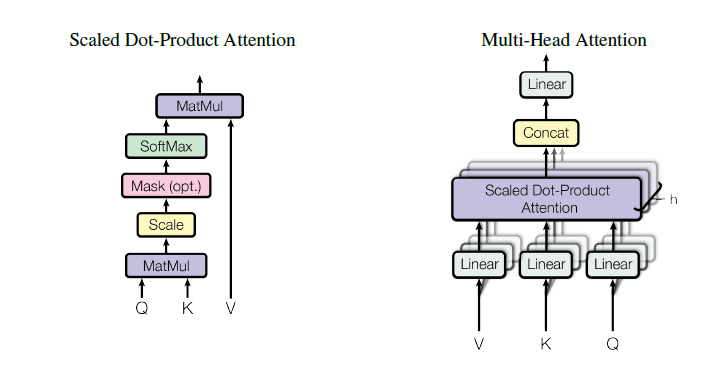 Scaled Dot-Product Attention
MatMul
SoftMax
Mask (opt.)
Scale
MatMul
Q K V
Multi-Head Attention
Linear
Concat
Scaled Dot-Product
Attention
h
Linear Linear Linear
V K Q